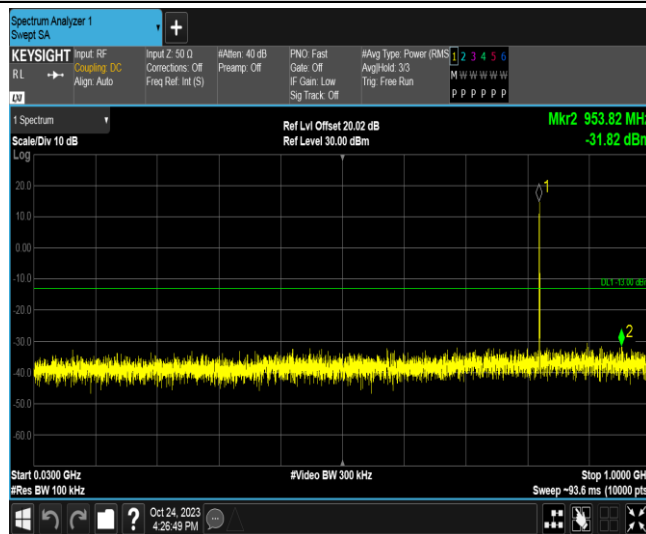 Spectrum Analyzer 1
Swept SA
+
KEYSIGHT Input: RF Input Z: 50 Ω #Atten: 40 dB PNO: Fast #Avg Type: Power (RMS 1 2 3 4 5 6
RL Coupling: DC Corrections: Off Preamp: Off Gate: Off Avg|Hold: 3/3 M W W W W W
Align: Auto Freq Ref: Int (S) IF Gain: Low Trig: Free Run
Sig Track: Off P P P P P P
LXI
1 Spectrum Ref Lvl Offset 20.02 dB Mkr2 953.82 MHz
Scale/Div 10 dB Ref Level 30.00 dBm -31.82 dBm
Log
1
20.0
10.0
0.00
-10.0
DL1 -13.00 dBm
-20.0
-30.0
2
-40.0
-50.0
-60.0
Start 0.0300 GHz #Video BW 300 kHz Stop 1.0000 GH
#Res BW 100 kHz Sweep ~93.6 ms (10000 pts
? Oct 24, 2023
4:26:49 PM